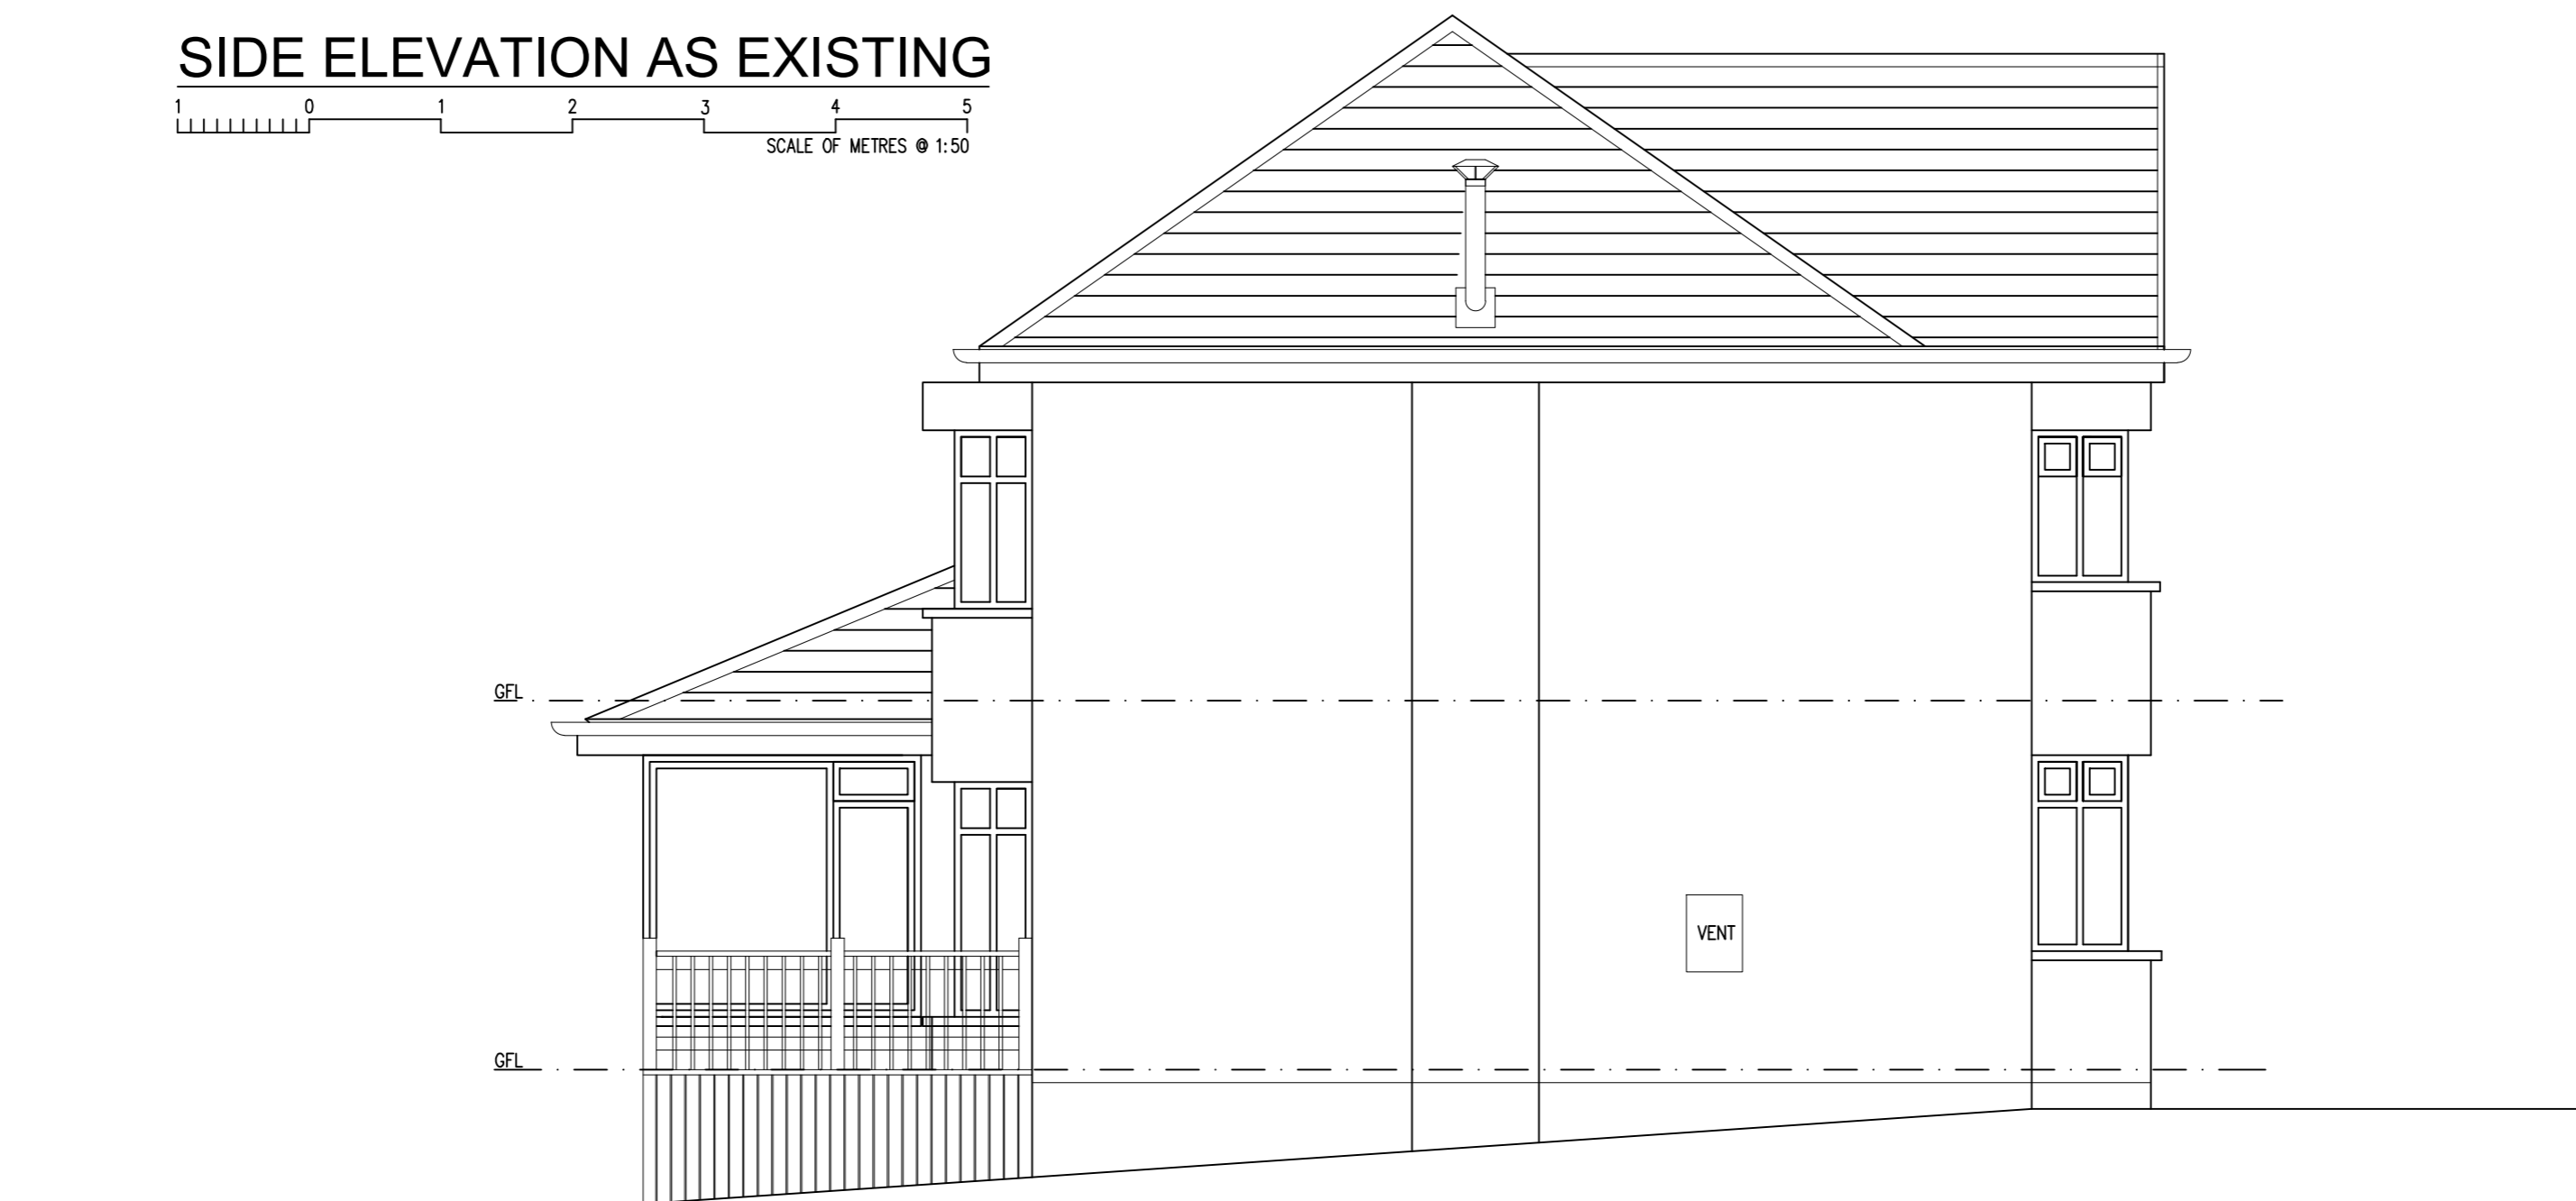 SIDE ELEVATION AS EXISTING
1 0 1 2 3 4 5
SCALE OF METRES @ 1:50
GFL
VENT
GFL